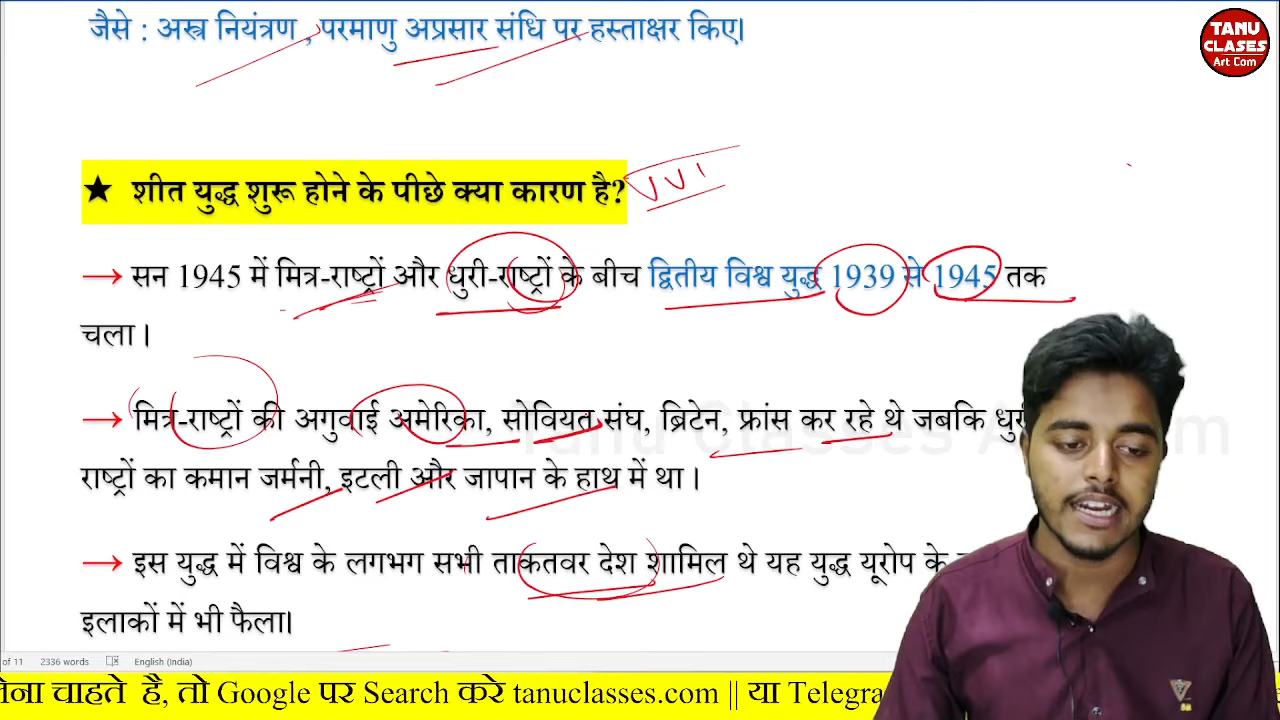 जैसे : अस्त्र नियंत्रण , परमाणु अप्रसार संधि पर हस्ताक्षर किए।
TANU
CLASES
Art Com
★ शीत युद्ध शुरू होने के पीछे क्या कारण है?
VVI
→ सन 1945 में मित्र-राष्ट्रों और धुरी-राष्ट्रों के बीच द्वितीय विश्व युद्ध 1939 से 1945 तक
चला।
→ मित्र-राष्ट्रों की अगुवाई अमेरिका, सोवियत संघ, ब्रिटेन, फ्रांस कर रहे थे जबकि
राष्ट्रों का कमान जर्मनी, इटली और जापान के हाथ में था।
→ इस युद्ध में विश्व के लगभग सभी ताकतवर देश शामिल थे यह युद्ध यूरोप के
इलाकों में भी फैला।
of 11 2336 words English (India)
चाहते है, तो Google पर Search करे tanuclasses.com || या